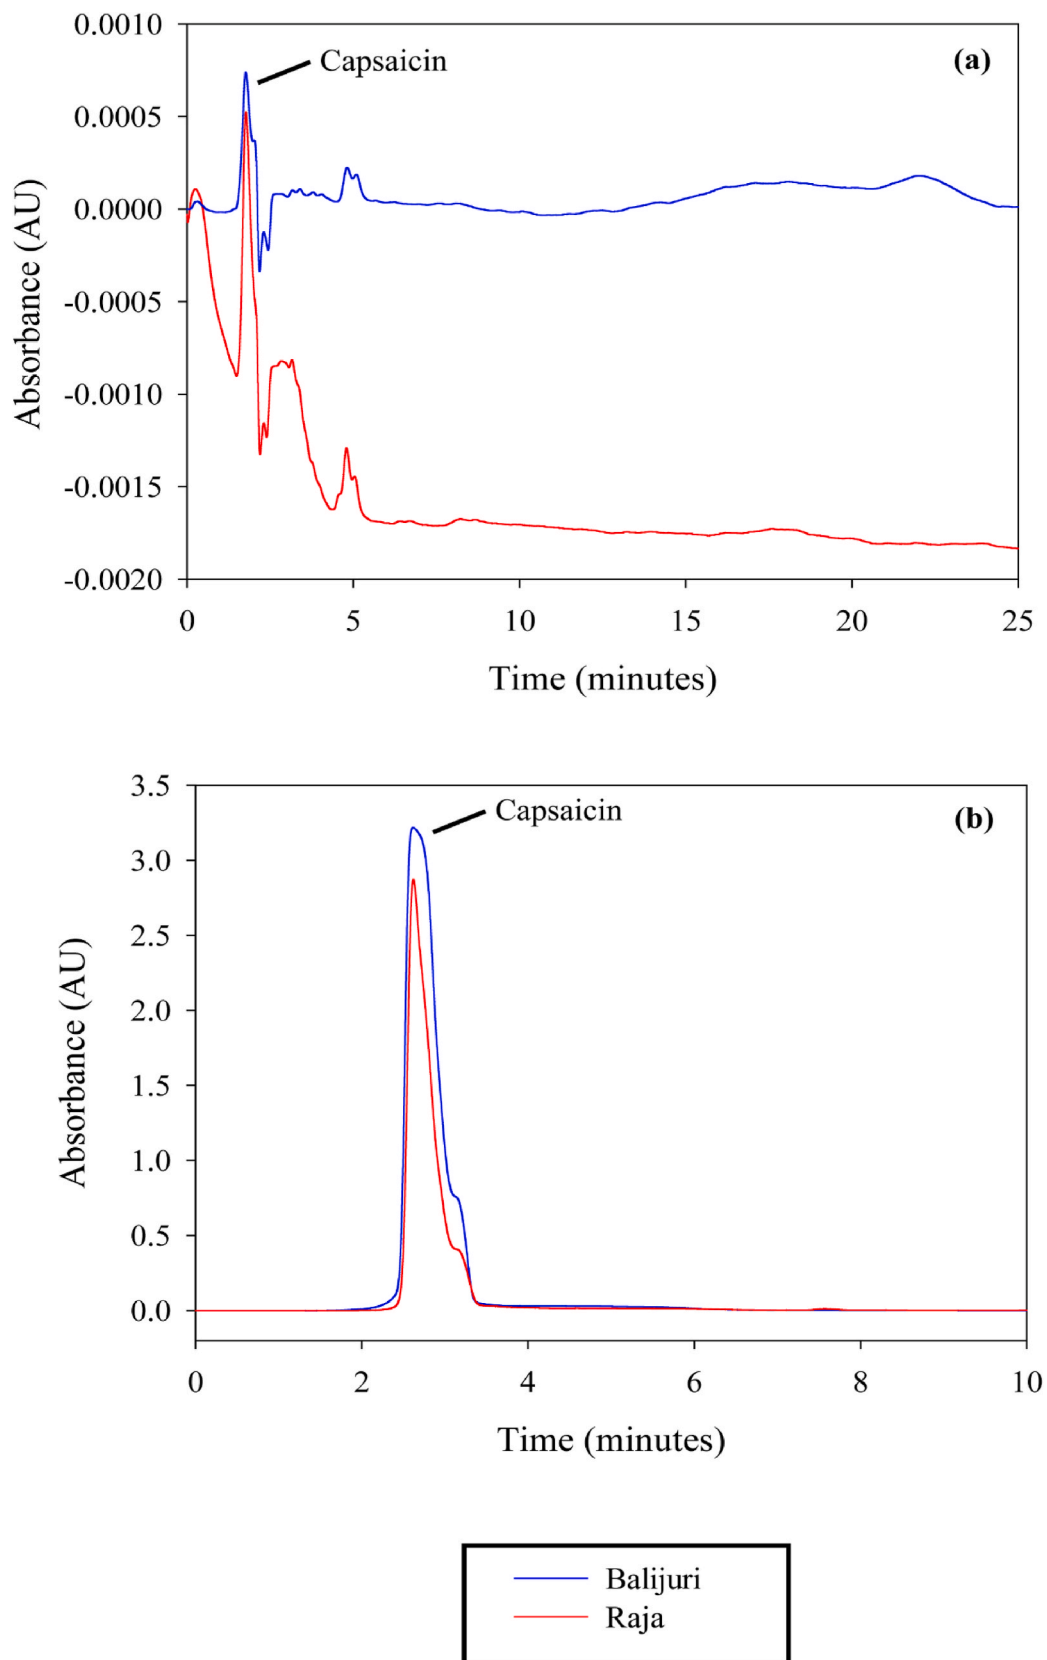 0.0010
Capsaicin
(a)
0.0005
0.0000
-0.0005
-0.0010
-0.0015
-0.0020
Absorbance (AU)
0 5 10 15 20 25
Time (minutes)
3.5
Capsaicin
(b)
3.0
2.5
2.0
1.5
1.0
0.5
0.0
Absorbance (AU)
0 2 4 6 8 10
Time (minutes)
Balijuri
Raja